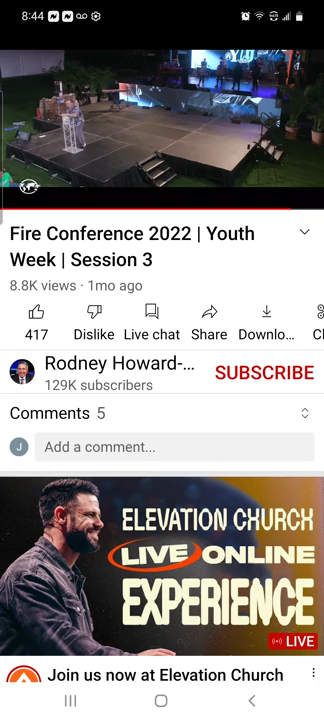 8:44
Fire Conference 2022 | Youth
Week | Session 3
8.8K views · 1mo ago
417 Dislike Live chat Share Downlo... Cl
Rodney Howard-...
SUBSCRIBE
129K subscribers
Comments 5
J
Add a comment...
ELEVATION CHURCH
LIVE ONLINE
EXPERIENCE
LIVE
Join us now at Elevation Church